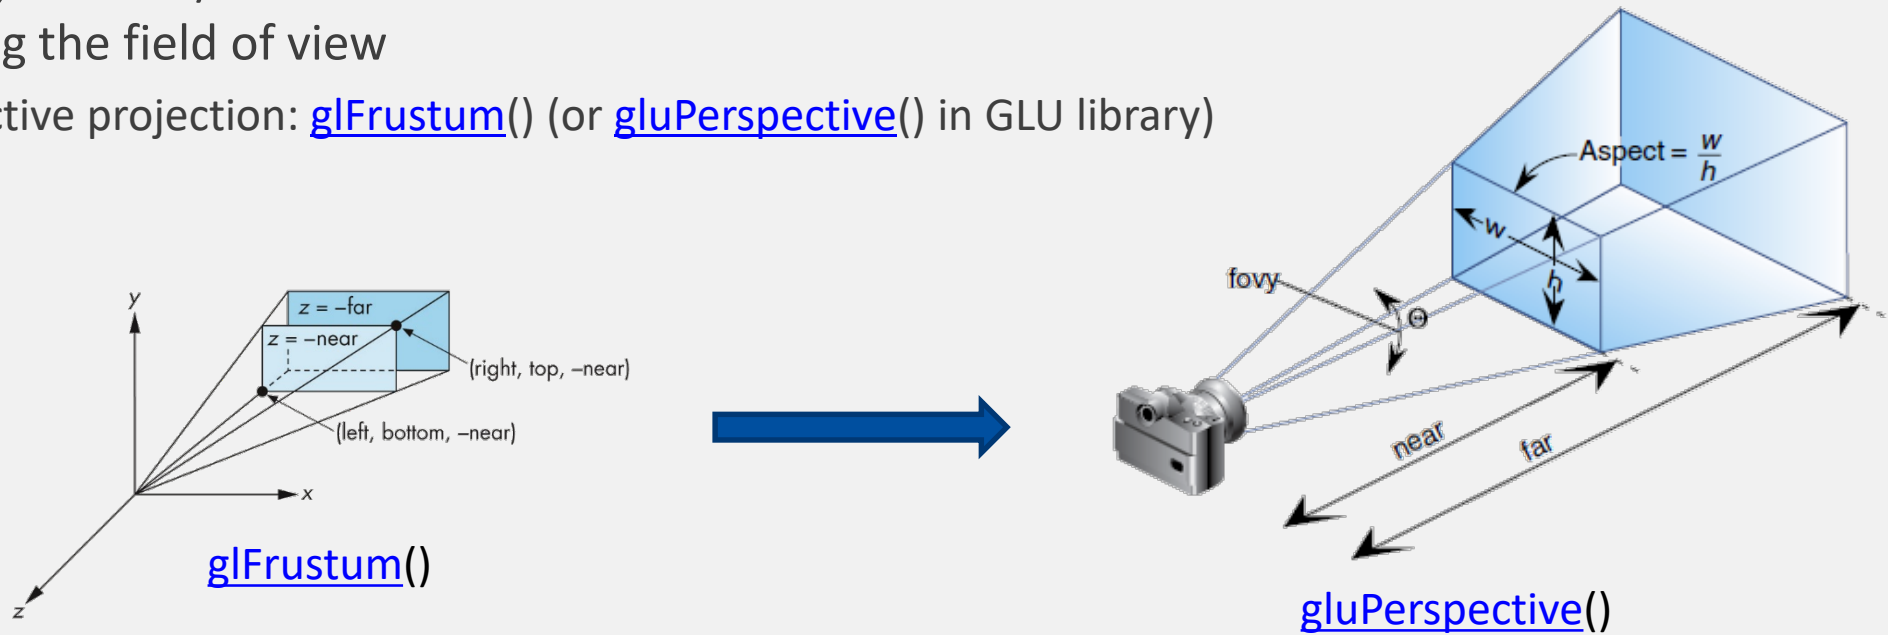 g the field of view
ctive projection: glFrustum() (or gluPerspective() in GLU library)
Aspect = w/h
w
h
fovy
Θ
near
far
y
z = −far
z = −near
(right, top, −near)
(left, bottom, −near)
x
z
glFrustum()
gluPerspective()